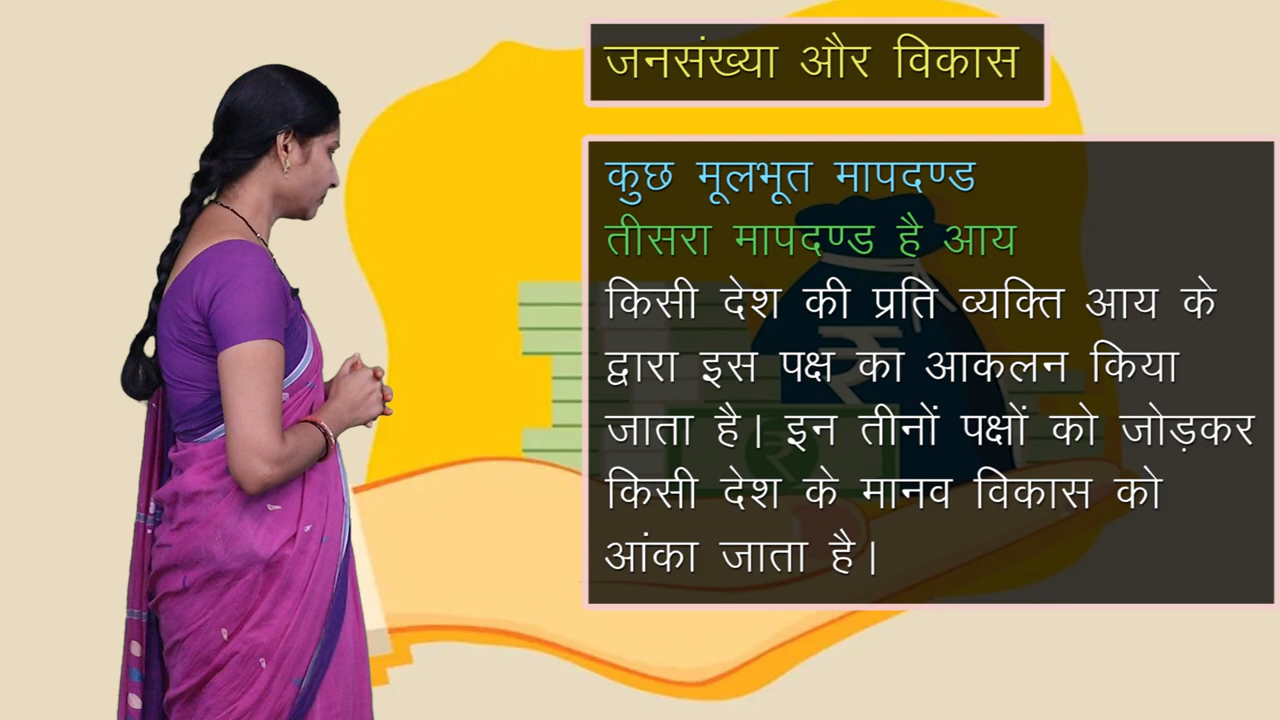 जनसंख्या और विकास
कुछ मूलभूत मापदण्ड
तीसरा मापदण्ड है आय
किसी देश की प्रति व्यक्ति आय के
द्वारा इस पक्ष का आकलन किया
जाता है। इन तीनों पक्षों को जोड़कर
किसी देश के मानव विकास को
आंका जाता है।